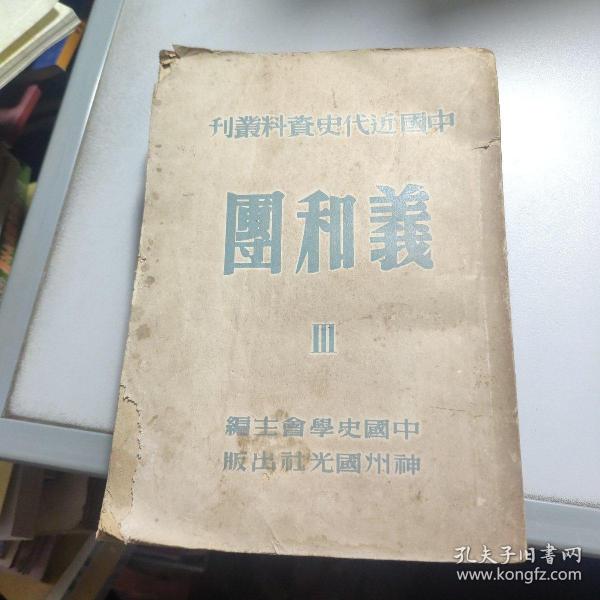 中國近代史資料叢刊
義和團
III
中國史學會主編
神州國光社出版
孔夫子旧書网
www.kongfz.com